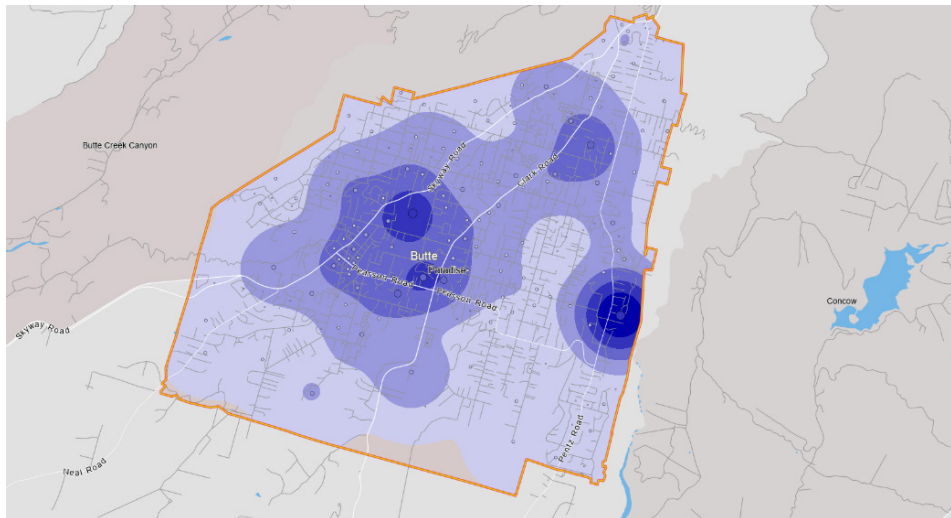 Butte Creek Canyon
Skyway Road
Clark Road
Butte
Paradise
Pearson Road
Pearson Road
Concow
Skyway Road
Pentz Road
Neal Road